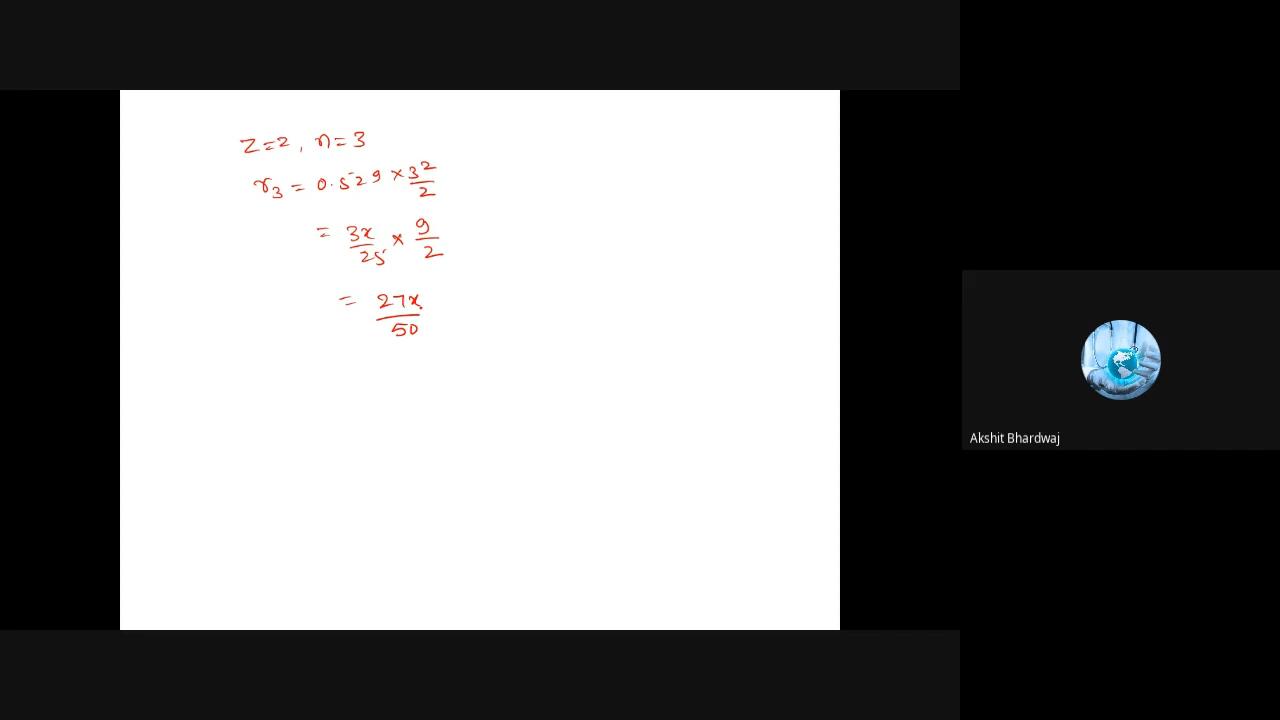 Z=2, n=3
r₃ = 0.529 × 3²/2
= 3x/25 × 9/2
= 27x/50
Akshit Bhardwaj